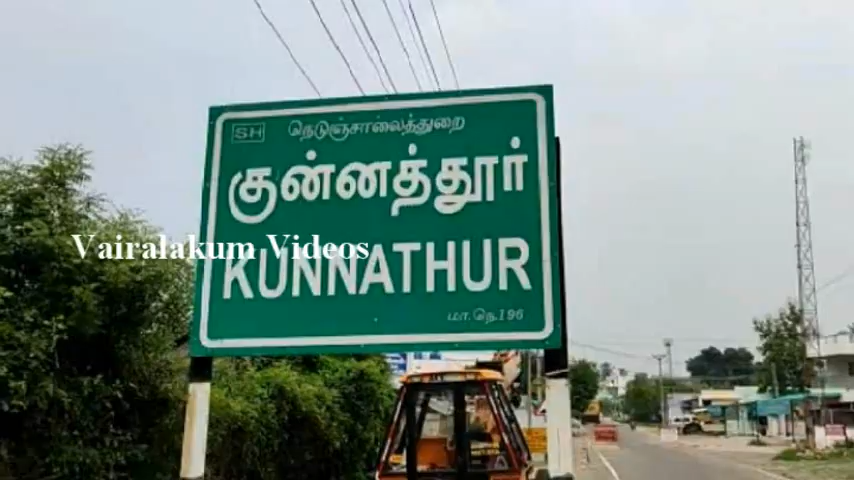 SH
நெடுஞ்சாலைத்துறை
குன்னத்தூர்
Vairalakum Videos
KUNNATHUR
மா.நெ.196